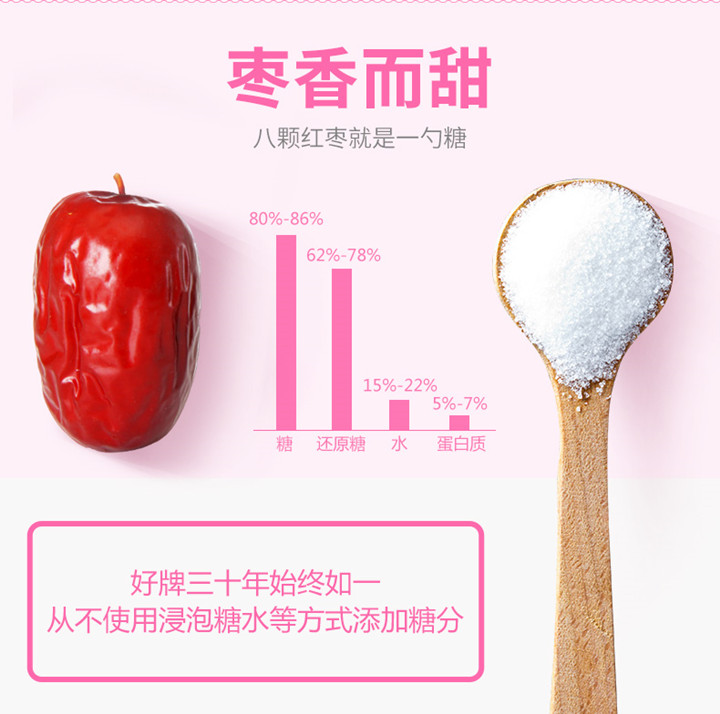 枣香而甜
八颗红枣就是一勺糖
80%-86%
62%-78%
15%-22%
5%-7%
糖 还原糖 水 蛋白质
好牌三十年始终如一
从不使用浸泡糖水等方式添加糖分